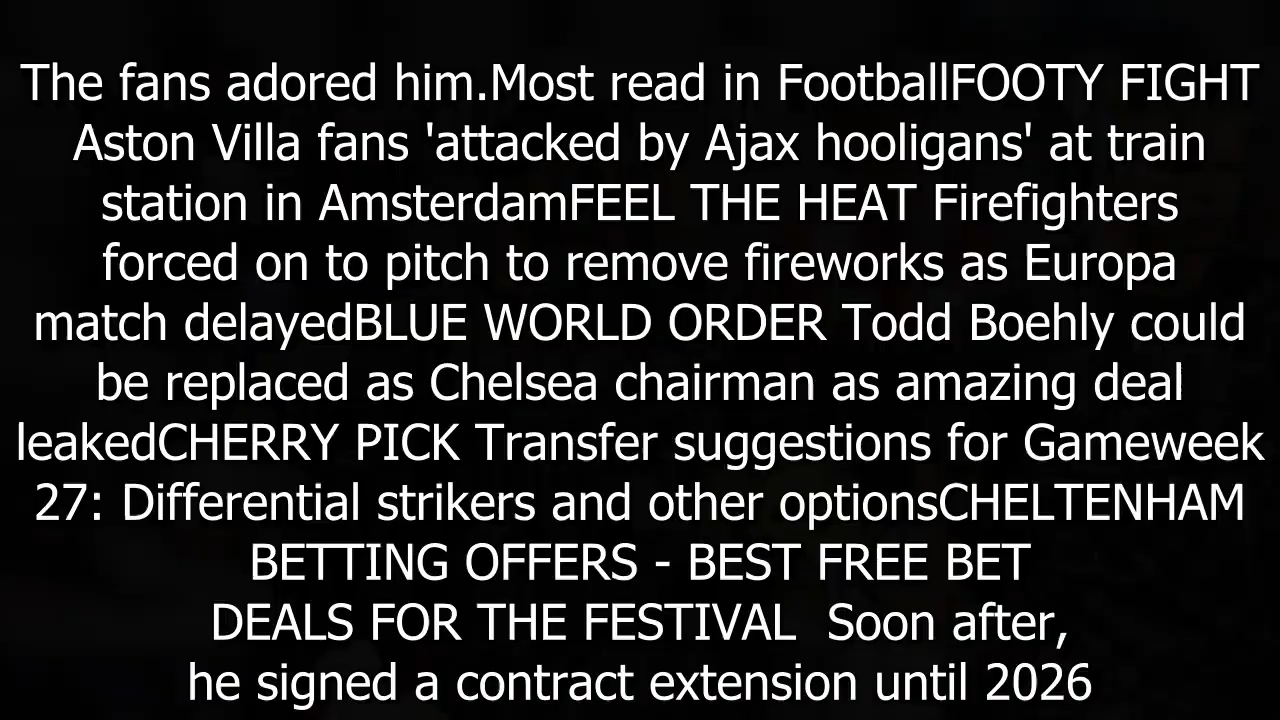 The fans adored him.Most read in FootballFOOTY FIGHT
Aston Villa fans 'attacked by Ajax hooligans' at train
station in AmsterdamFEEL THE HEAT Firefighters
forced on to pitch to remove fireworks as Europa
match delayedBLUE WORLD ORDER Todd Boehly could
be replaced as Chelsea chairman as amazing deal
leakedCHERRY PICK Transfer suggestions for Gameweek
27: Differential strikers and other optionsCHELTENHAM
BETTING OFFERS - BEST FREE BET
DEALS FOR THE FESTIVAL  Soon after,
he signed a contract extension until 2026